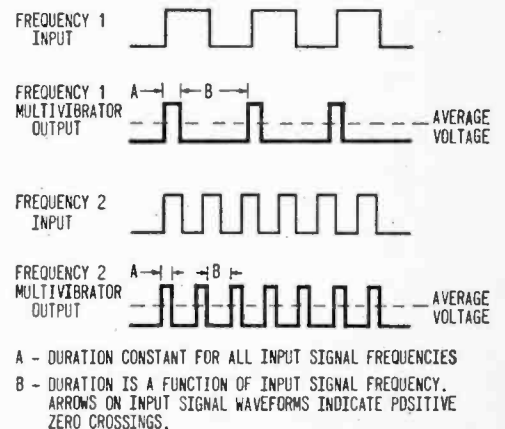 FREQUENCY 1
INPUT
FREQUENCY 1
MULTIVIBRATOR
OUTPUT
A
B
AVERAGE
VOLTAGE
FREQUENCY 2
INPUT
FREQUENCY 2
MULTIVIBRATOR
OUTPUT
A
B
AVERAGE
VOLTAGE
A - DURATION CONSTANT FOR ALL INPUT SIGNAL FREQUENCIES
B - DURATION IS A FUNCTION OF INPUT SIGNAL FREQUENCY.
ARROWS ON INPUT SIGNAL WAVEFORMS INDICATE POSITIVE
ZERO CROSSINGS.